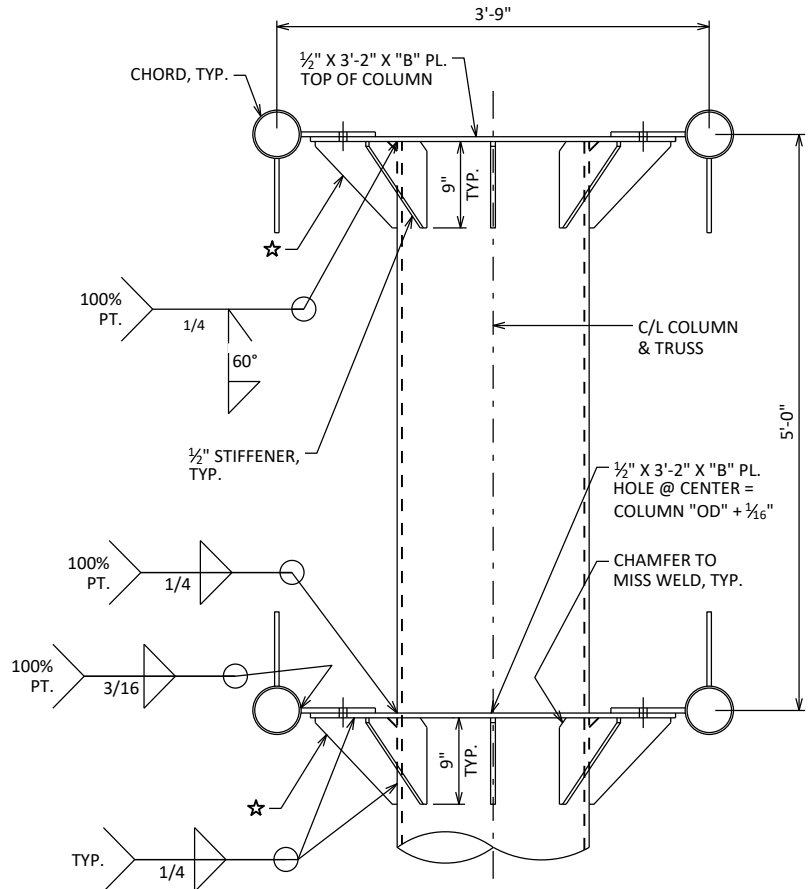 3'-9"
½" X 3'-2" X "B" PL.
TOP OF COLUMN
CHORD, TYP.
9"
TYP.
100%
PT.
1/4
60°
C/L COLUMN
& TRUSS
5'-0"
½" STIFFENER,
TYP.
½" X 3'-2" X "B" PL.
HOLE @ CENTER =
COLUMN "OD" + ⅟₁₆"
100%
PT.
1/4
CHAMFER TO
MISS WELD, TYP.
100%
PT.
3/16
9"
TYP.
TYP.
1/4